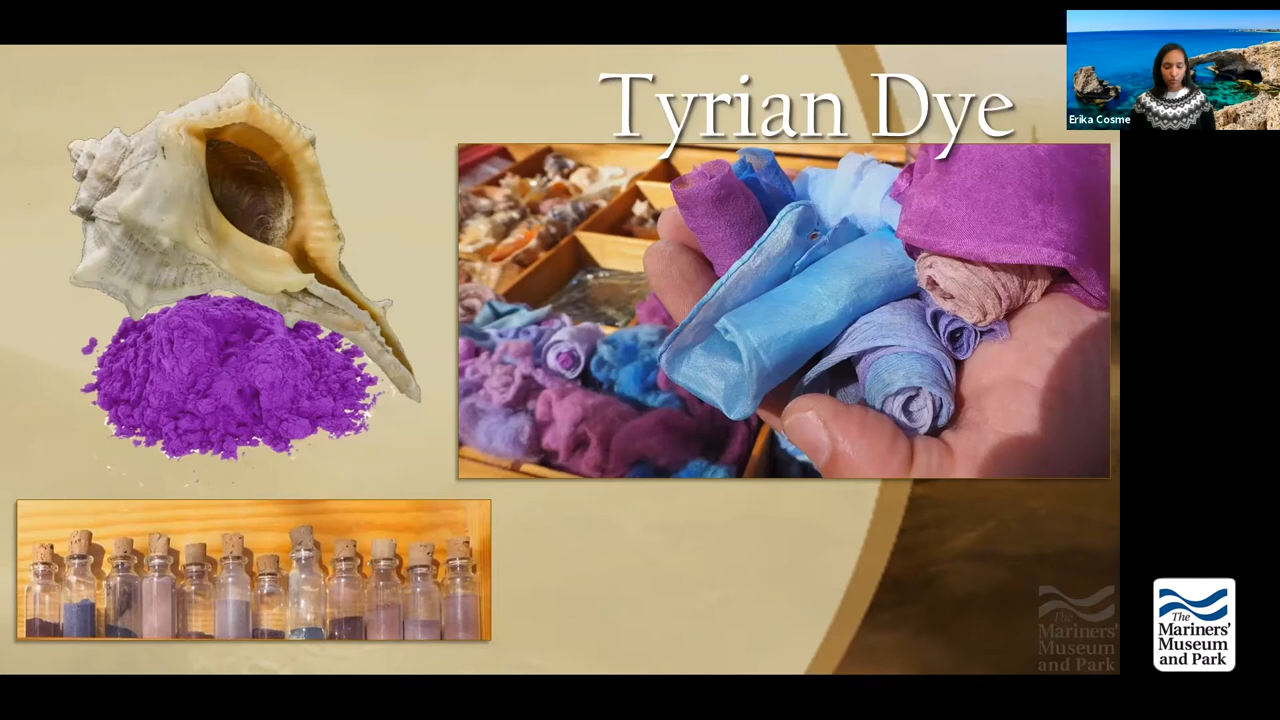 Tyrian Dye
Erika Cosme
The
Mariners'
Museum
and Park
The
Mariners'
Museum
and Park